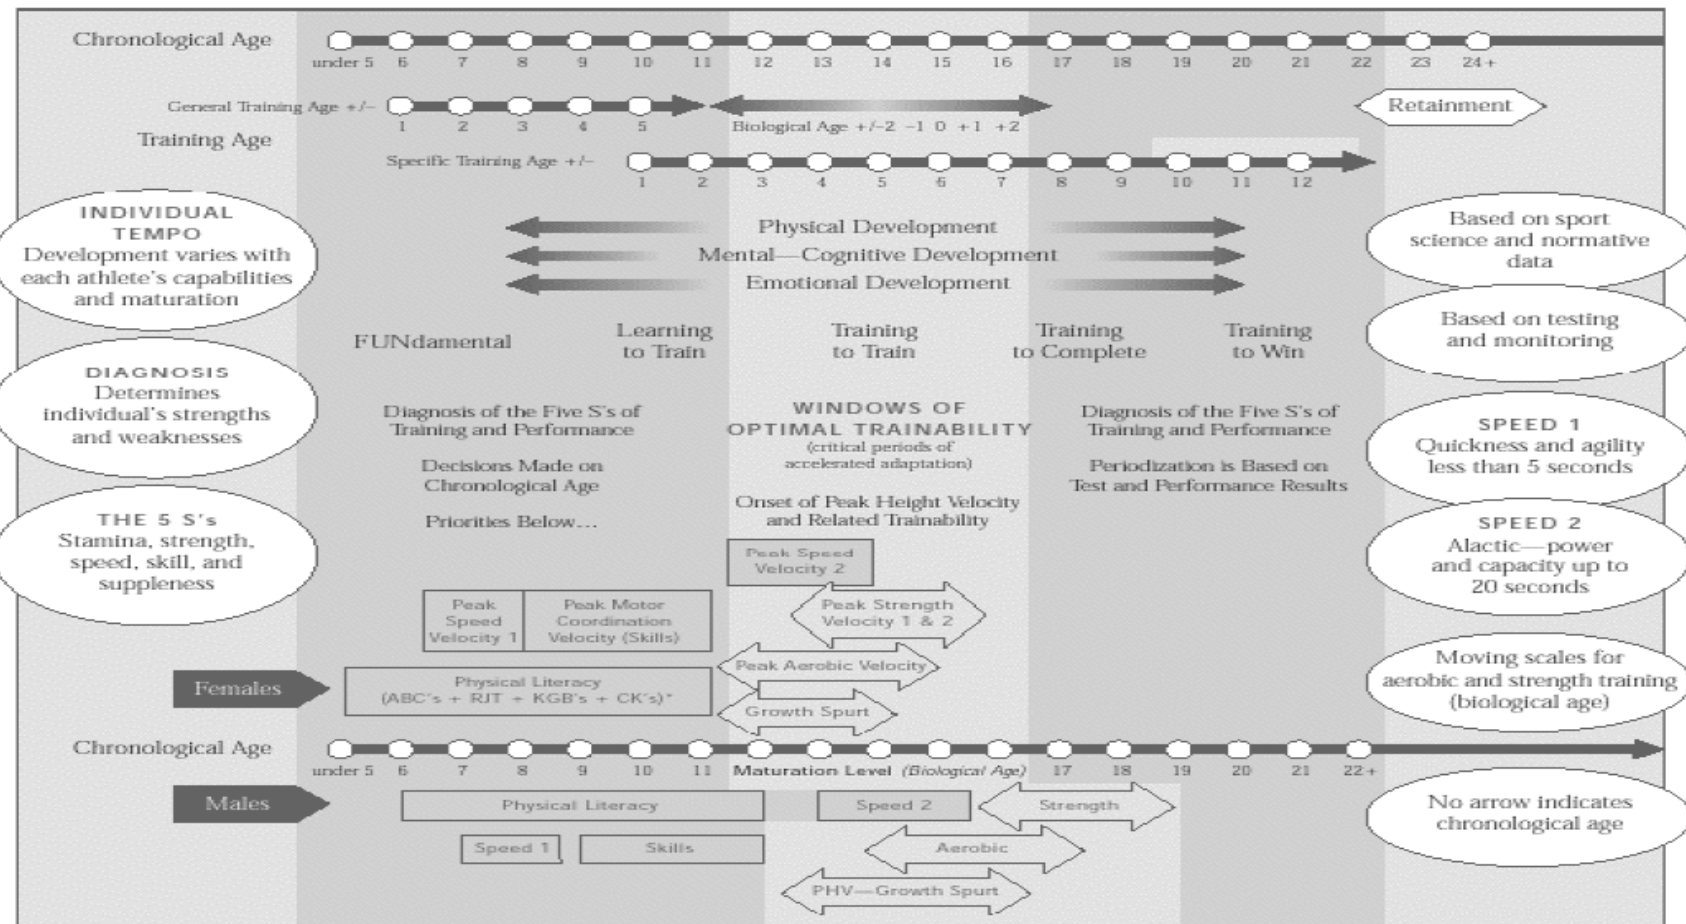 Chronological Age
under 5 6 7 8 9 10 11 12 13 14 15 16 17 18 19 20 21 22 23 24+
General Training Age +/-
1 2 3 4 5
Biological Age +/-2 -1 0 +1 +2
Retainment
Training Age
Specific Training Age +/-
1 2 3 4 5 6 7 8 9 10 11 12
INDIVIDUAL
TEMPO
Development varies with
each athlete's capabilities
and maturation
Physical Development
Mental—Cognitive Development
Emotional Development
Based on sport
science and normative
data
FUNdamental
Learning
to Train
Training
to Train
Training
to Complete
Training
to Win
Based on testing
and monitoring
DIAGNOSIS
Determines
individual's strengths
and weaknesses
Diagnosis of the Five S's of
Training and Performance
Decisions Made on
Chronological Age
Priorities Below...
WINDOWS OF
OPTIMAL TRAINABILITY
(critical periods of
accelerated adaptation)
Onset of Peak Height Velocity
and Related Trainability
Diagnosis of the Five S's of
Training and Performance
Periodization is Based on
Test and Performance Results
SPEED 1
Quickness and agility
less than 5 seconds
THE 5 S's
Stamina, strength,
speed, skill, and
suppleness
SPEED 2
Alactic—power
and capacity up to
20 seconds
Peak Speed
Velocity 2
Peak
Speed
Velocity 1
Peak Motor
Coordination
Velocity (Skills)
Peak Strength
Velocity 1 & 2
Peak Aerobic Velocity
Females
Physical Literacy
(ABC's + RJT + KGB's + CK's)*
Growth Spurt
Moving scales for
aerobic and strength training
(biological age)
Chronological Age
under 5 6 7 8 9 10 11 Maturation Level (Biological Age) 17 18 19 20 21 22+
Males
Physical Literacy
Speed 2
Strength
Speed 1
Skills
Aerobic
PHV—Growth Spurt
No arrow indicates
chronological age